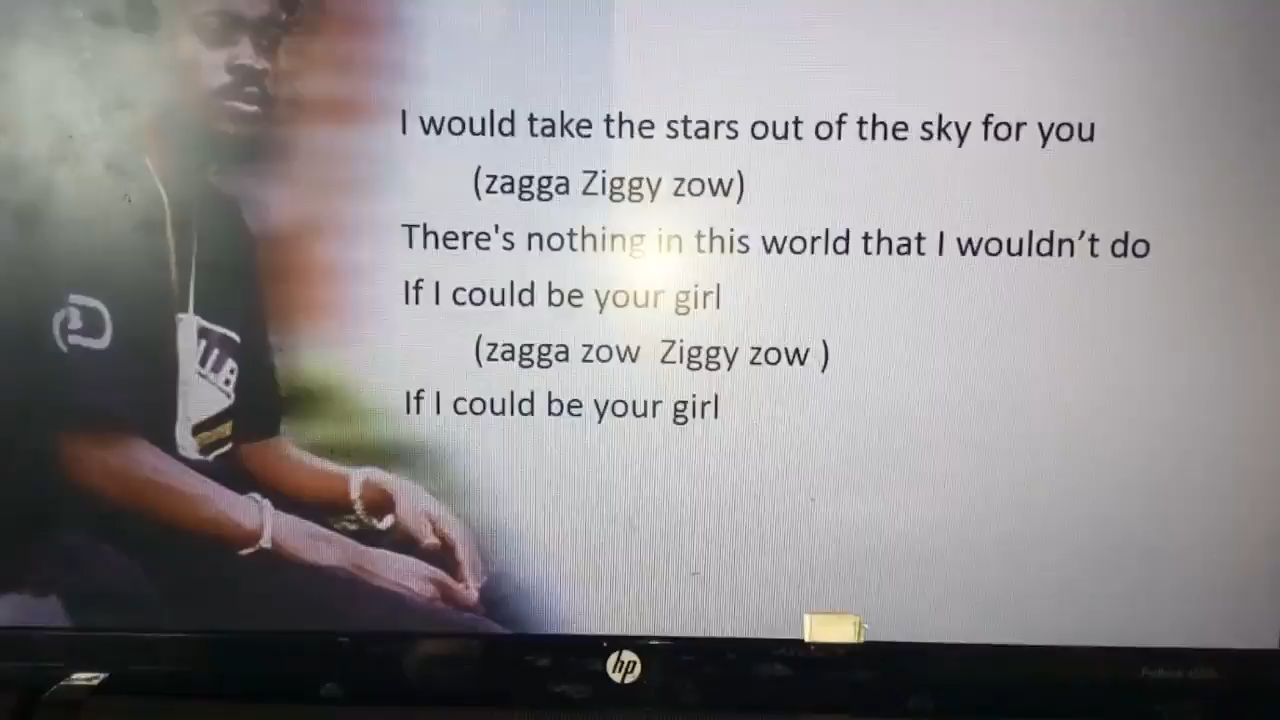 I would take the stars out of the sky for you
(zagga Ziggy zow)
There's nothing in this world that I wouldn't do
If I could be your girl
(zagga zow Ziggy zow )
If I could be your girl
hp